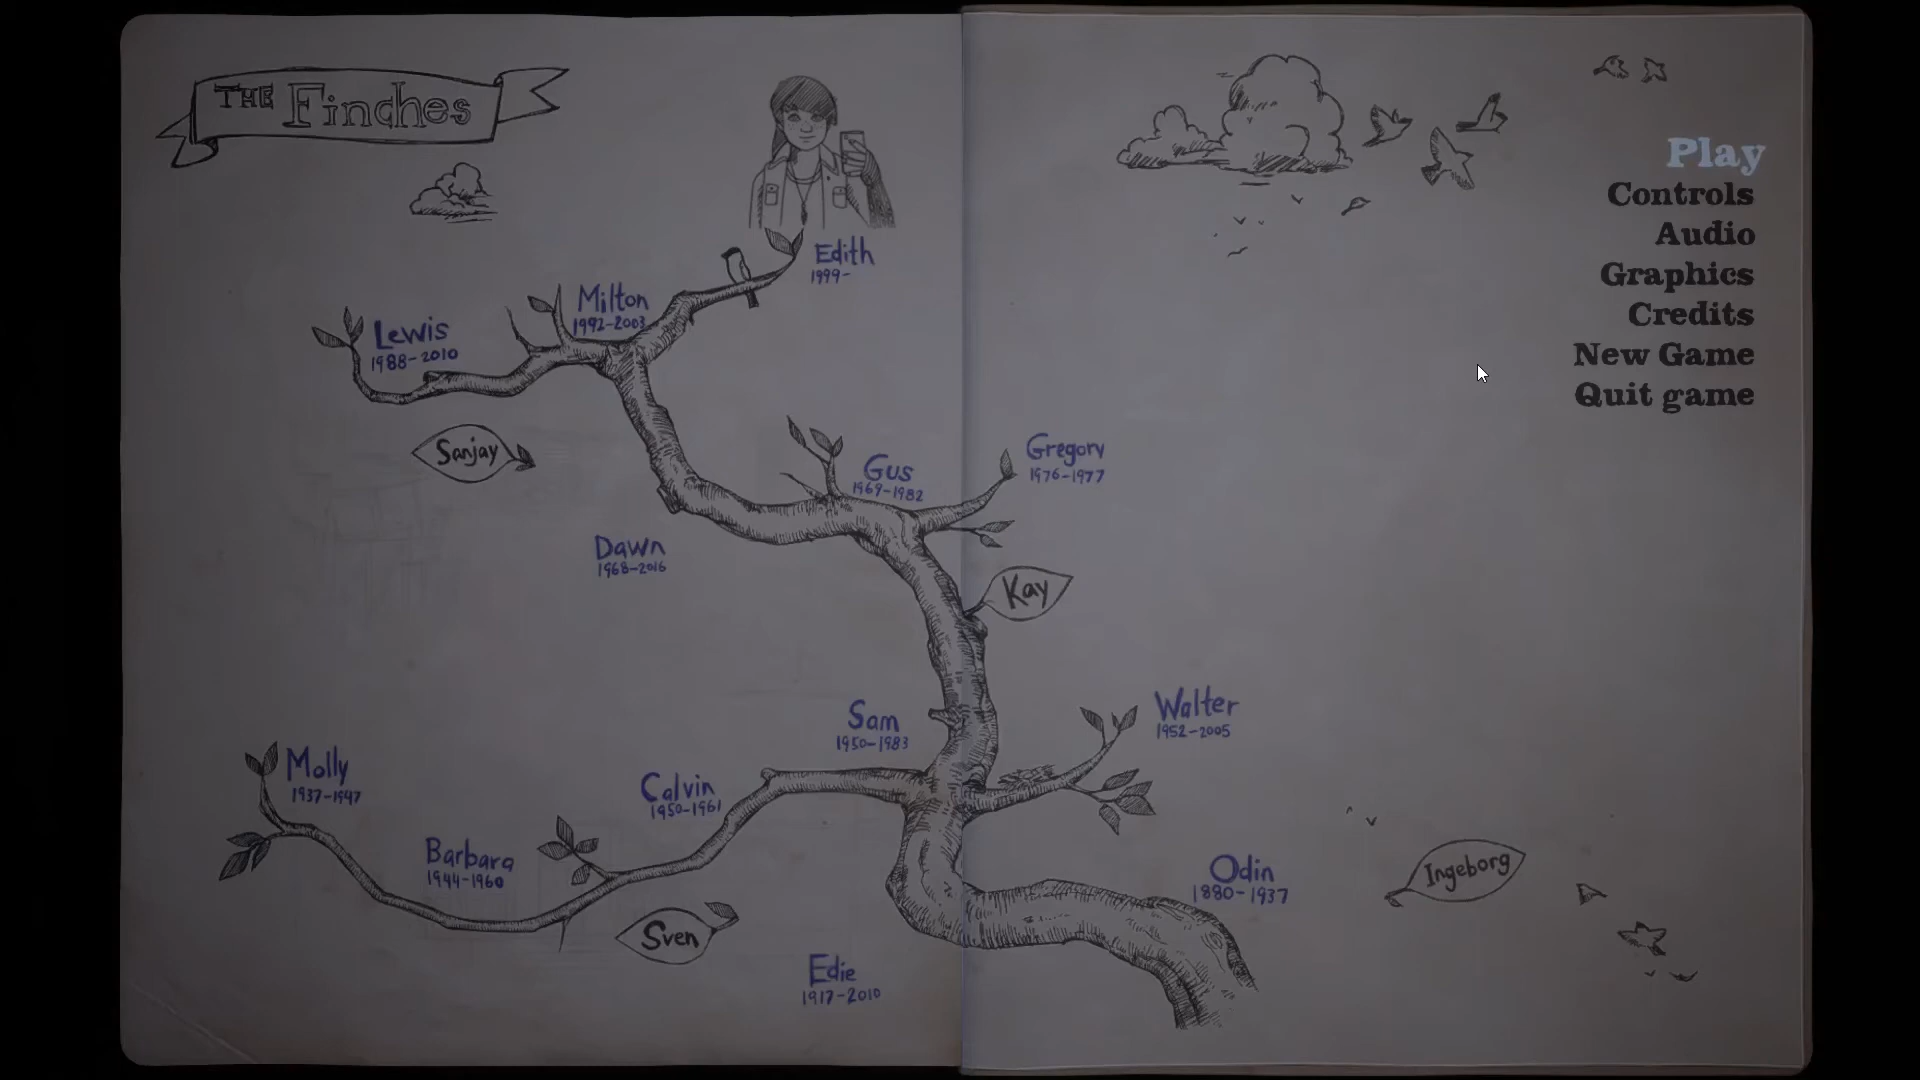 THE Finches
Edith
1999-
Milton
1992-2003
Lewis
1988-2010
Sanjay
Gus
1969-1982
Gregory
1976-1977
Dawn
1968-2016
Kay
Sam
1950-1983
Walter
1952-2005
Molly
1937-1947
Calvin
1950-1961
Barbara
1944-1960
Sven
Odin
1880-1937
Ingeborg
Edie
1917-2010
Play
Controls
Audio
Graphics
Credits
New Game
Quit game